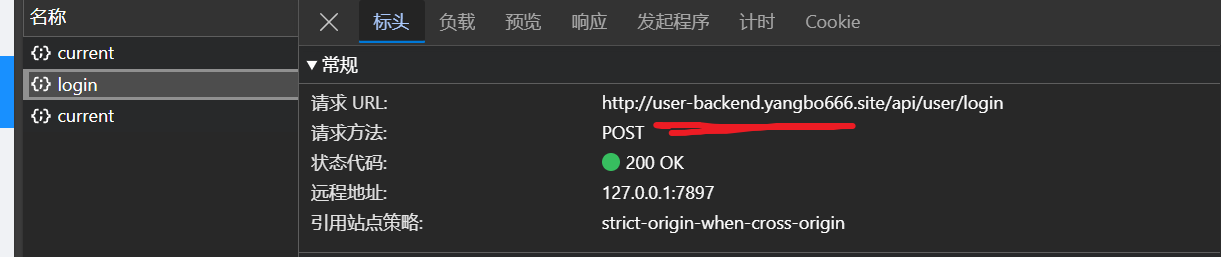 名称
标头 负载 预览 响应 发起程序 计时 Cookie
{;} current
常规
{;} login
请求 URL: http://user-backend.yangbo666.site/api/user/login
{;} current
请求方法: POST
状态代码: 200 OK
远程地址: 127.0.0.1:7897
引用站点策略: strict-origin-when-cross-origin